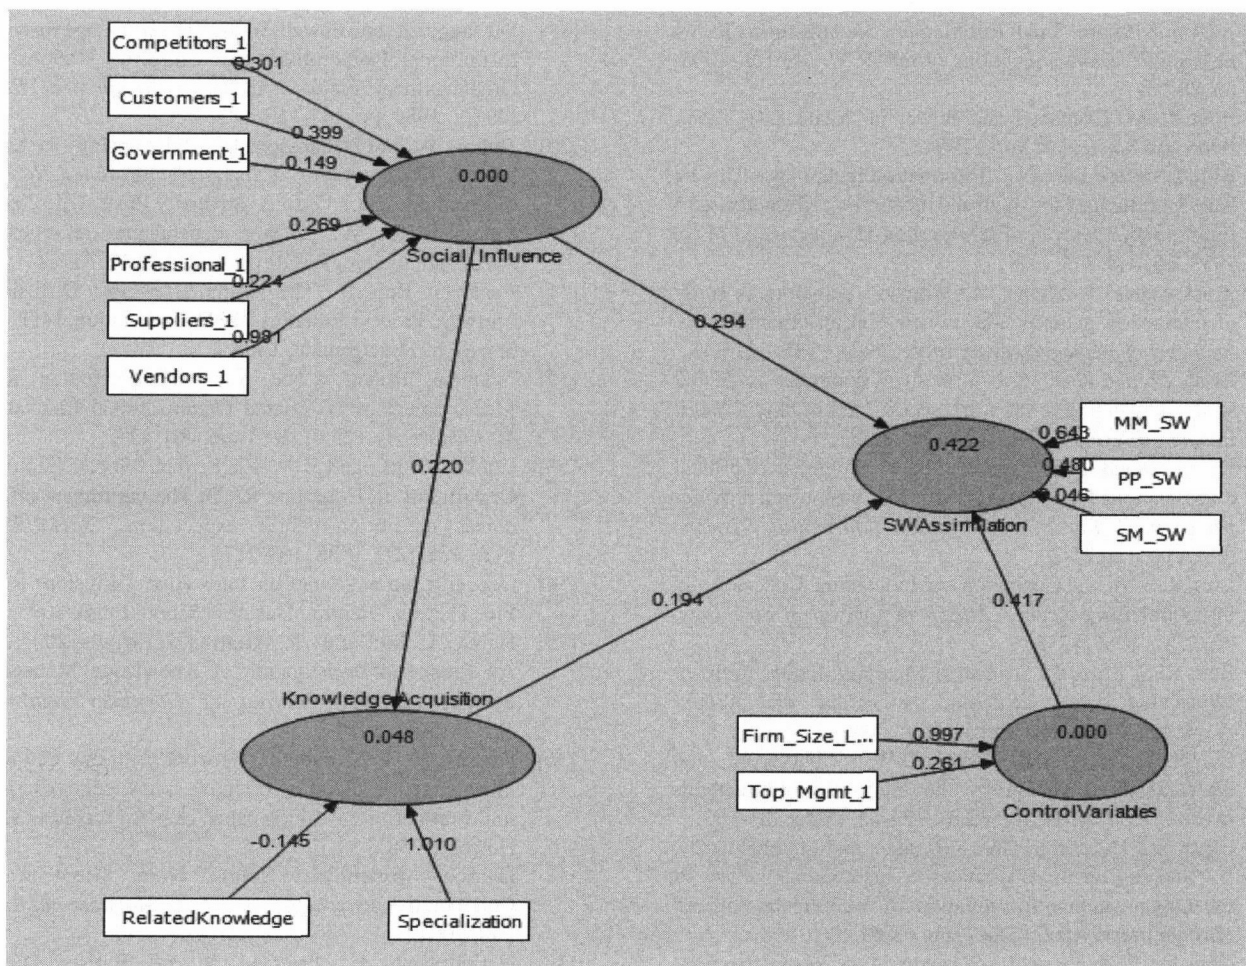 Competitors_1
0.301
Customers_1
0.399
Government_1
0.149
0.000
0.269
Social_Influence
Professional_1
0.224
Suppliers_1
0.981
Vendors_1
0.294
0.220
MM_SW
0.643
0.422
PP_SW
0.480
0.046
SWAssimilation
SM_SW
0.194
0.417
Knowledge Acquisition
0.048
Firm_Size_L...
0.997
0.000
0.261
Top_Mgmt_1
ControlVariables
-0.145
1.010
RelatedKnowledge
Specialization